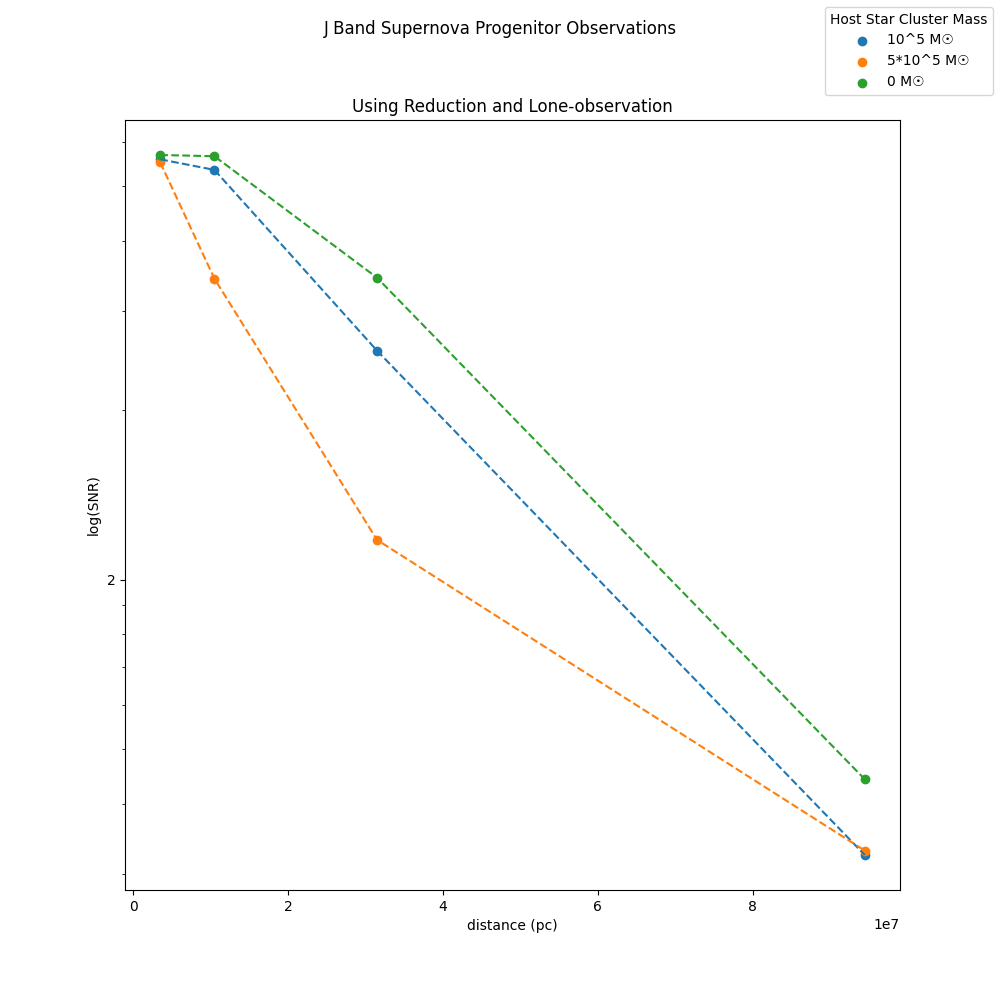 J Band Supernova Progenitor Observations
Host Star Cluster Mass
10^5 M☉
5*10^5 M☉
0 M☉
Using Reduction and Lone-observation
log(SNR)
2
0 2 4 6 8
1e7
distance (pc)